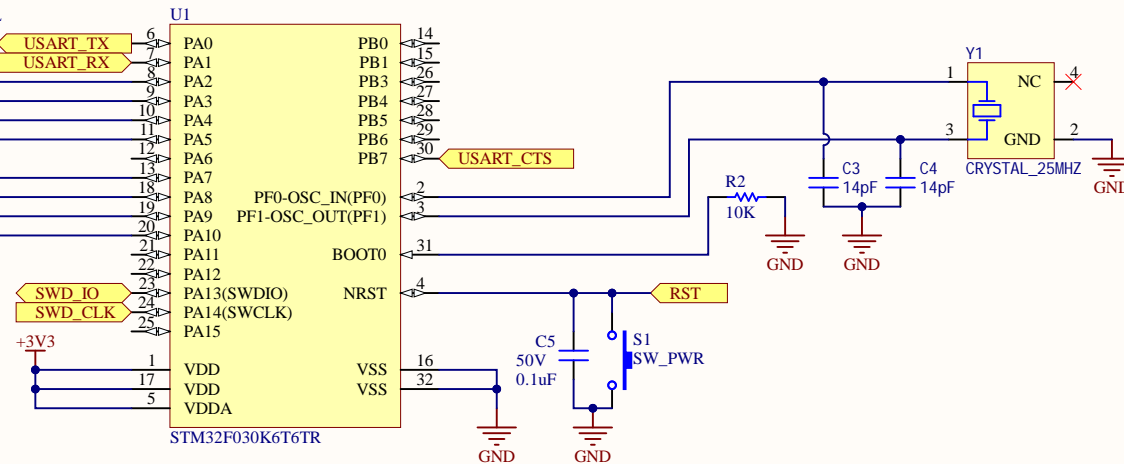 U1
USART_TX 6 PA0 PB0 14
USART_RX 7 PA1 PB1 15
8 PA2 PB3 26
9 PA3 PB4 27
10 PA4 PB5 28
11 PA5 PB6 29
12 PA6 PB7 30 USART_CTS
13 PA7
18 PA8 PF0-OSC_IN(PF0) 2
19 PA9 PF1-OSC_OUT(PF1) 3
20 PA10
21 PA11 BOOT0 31
22 PA12
SWD_IO 23 PA13(SWDIO) NRST 4 RST
SWD_CLK 24 PA14(SWCLK)
25 PA15
+3V3
1 VDD VSS 16
17 VDD VSS 32
5 VDDA
STM32F030K6T6TR
GND
R2
10K
GND
C5
50V
0.1uF
S1
SW_PWR
GND
Y1
1 NC 4
3 GND 2
CRYSTAL_25MHZ
GND
C3
14pF
C4
14pF
GND